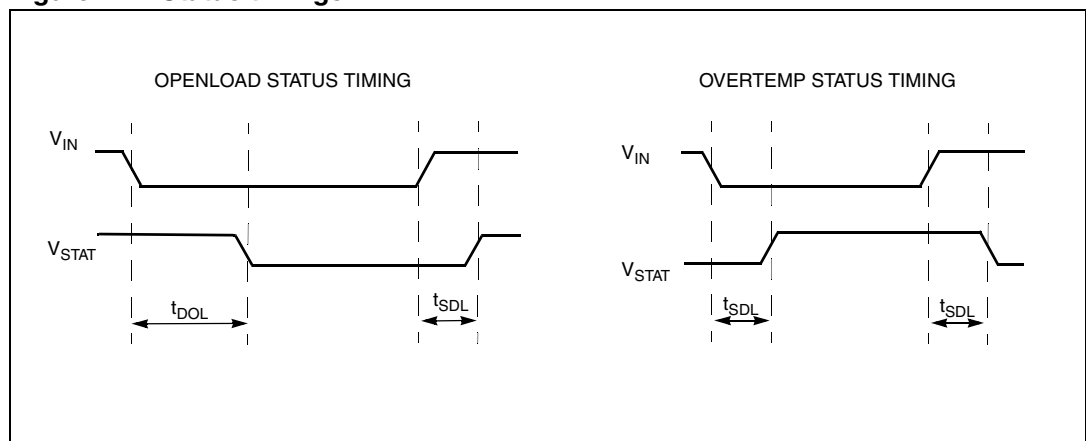 OPENLOAD STATUS TIMING
V_IN
V_STAT
t_DOL
t_SDL
OVERTEMP STATUS TIMING
V_IN
V_STAT
t_SDL
t_SDL